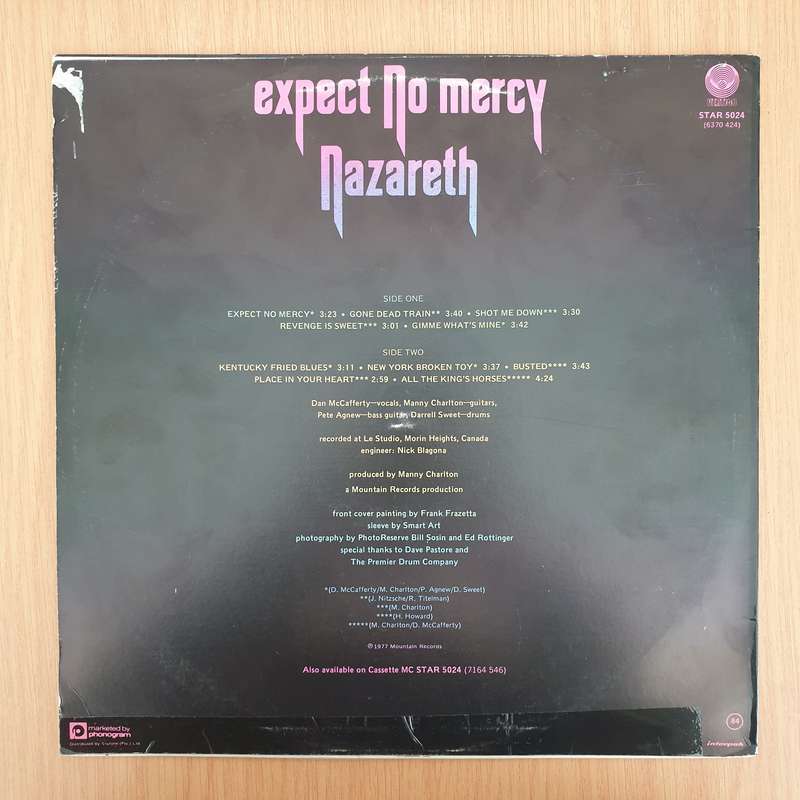 expect No mercy
Nazareth
VERTIGO
STAR 5024
(6370 424)
SIDE ONE
EXPECT NO MERCY* 3:23 • GONE DEAD TRAIN** 3:40 • SHOT ME DOWN*** 3:30
REVENGE IS SWEET*** 3:01 • GIMME WHAT'S MINE* 3:42
SIDE TWO
KENTUCKY FRIED BLUES* 3:11 • NEW YORK BROKEN TOY* 3:37 • BUSTED**** 3:43
PLACE IN YOUR HEART*** 2:59 • ALL THE KING'S HORSES***** 4:24
Dan McCafferty—vocals, Manny Charlton—guitars,
Pete Agnew—bass guitar, Darrell Sweet—drums
recorded at Le Studio, Morin Heights, Canada
engineer: Nick Blagona
produced by Manny Charlton
a Mountain Records production
front cover painting by Frank Frazetta
sleeve by Smart Art
photography by PhotoReserve Bill Sosin and Ed Rottinger
special thanks to Dave Pastore and
The Premier Drum Company
*(D. McCafferty/M. Charlton/P. Agnew/D. Sweet)
**(J. Nitzsche/R. Titelman)
***(M. Charlton)
****(H. Howard)
*****(M. Charlton/D. McCafferty)
℗ 1977 Mountain Records
Also available on Cassette MC STAR 5024 (7164 546)
marketed by
phonogram
Distributed by (Pty.) Ltd.
84
interpak